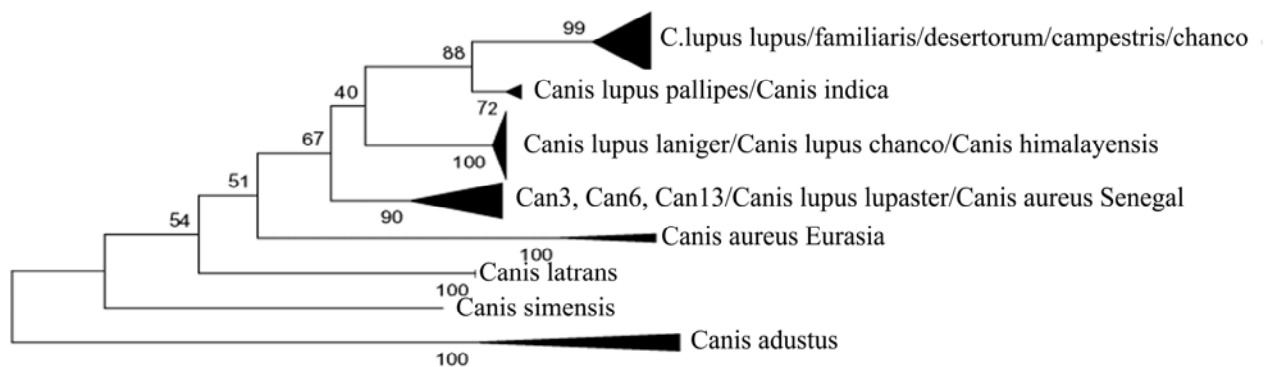 99
C.lupus lupus/familiaris/desertorum/campestris/chanco
88
Canis lupus pallipes/Canis indica
40
72
67
Canis lupus laniger/Canis lupus chanco/Canis himalayensis
100
51
Can3, Can6, Can13/Canis lupus lupaster/Canis aureus Senegal
54
90
Canis aureus Eurasia
100
Canis latrans
100
Canis simensis
Canis adustus
100